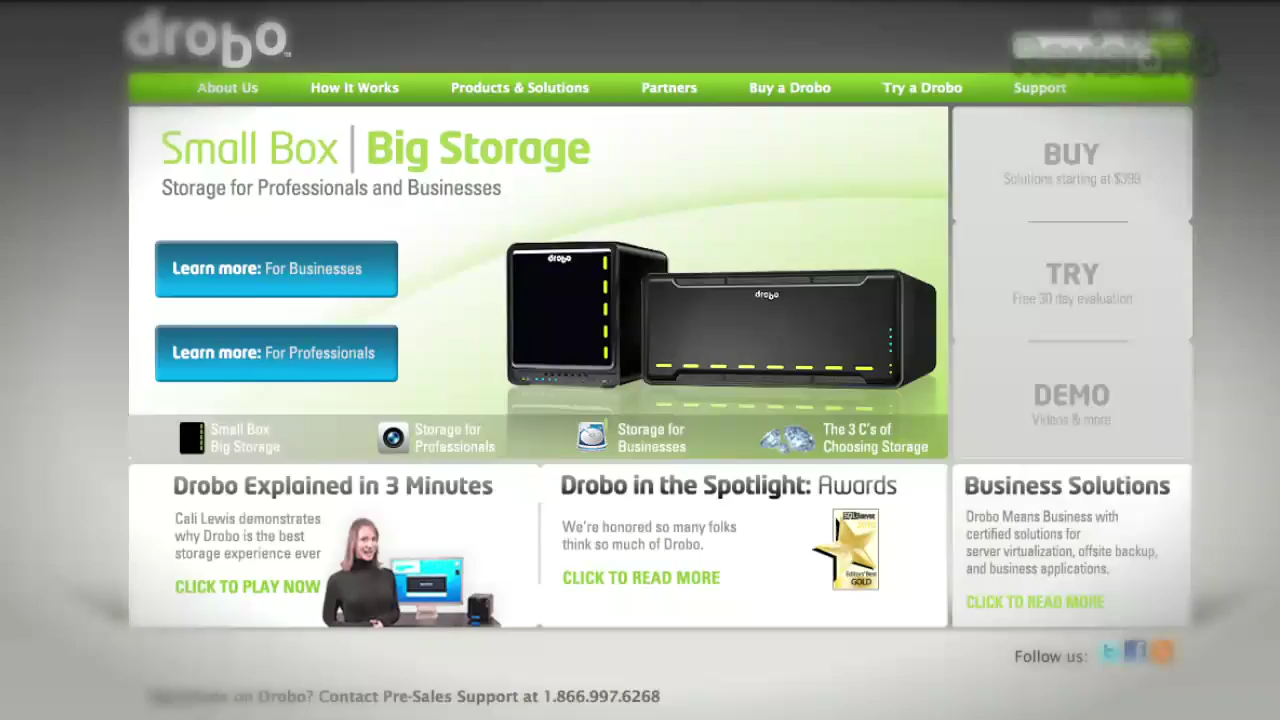 drobo
About Us How It Works Products & Solutions Partners Buy a Drobo Try a Drobo Support
Small Box | Big Storage
Storage for Professionals and Businesses
Learn more: For Businesses
Learn more: For Professionals
drobo
drobo
BUY
Solutions starting at $399
TRY
Free 30 day evaluation
DEMO
Videos & more
Small Box
Big Storage
Storage for
Professionals
Storage for
Businesses
The 3 C's of
Choosing Storage
Drobo Explained in 3 Minutes
Cali Lewis demonstrates
why Drobo is the best
storage experience ever
CLICK TO PLAY NOW
Drobo in the Spotlight: Awards
We're honored so many folks
think so much of Drobo.
CLICK TO READ MORE
Editors' Best
GOLD
Business Solutions
Drobo Means Business with
certified solutions for
server virtualization, offsite backup,
and business applications.
CLICK TO READ MORE
Follow us:
on Drobo? Contact Pre-Sales Support at 1.866.997.6268